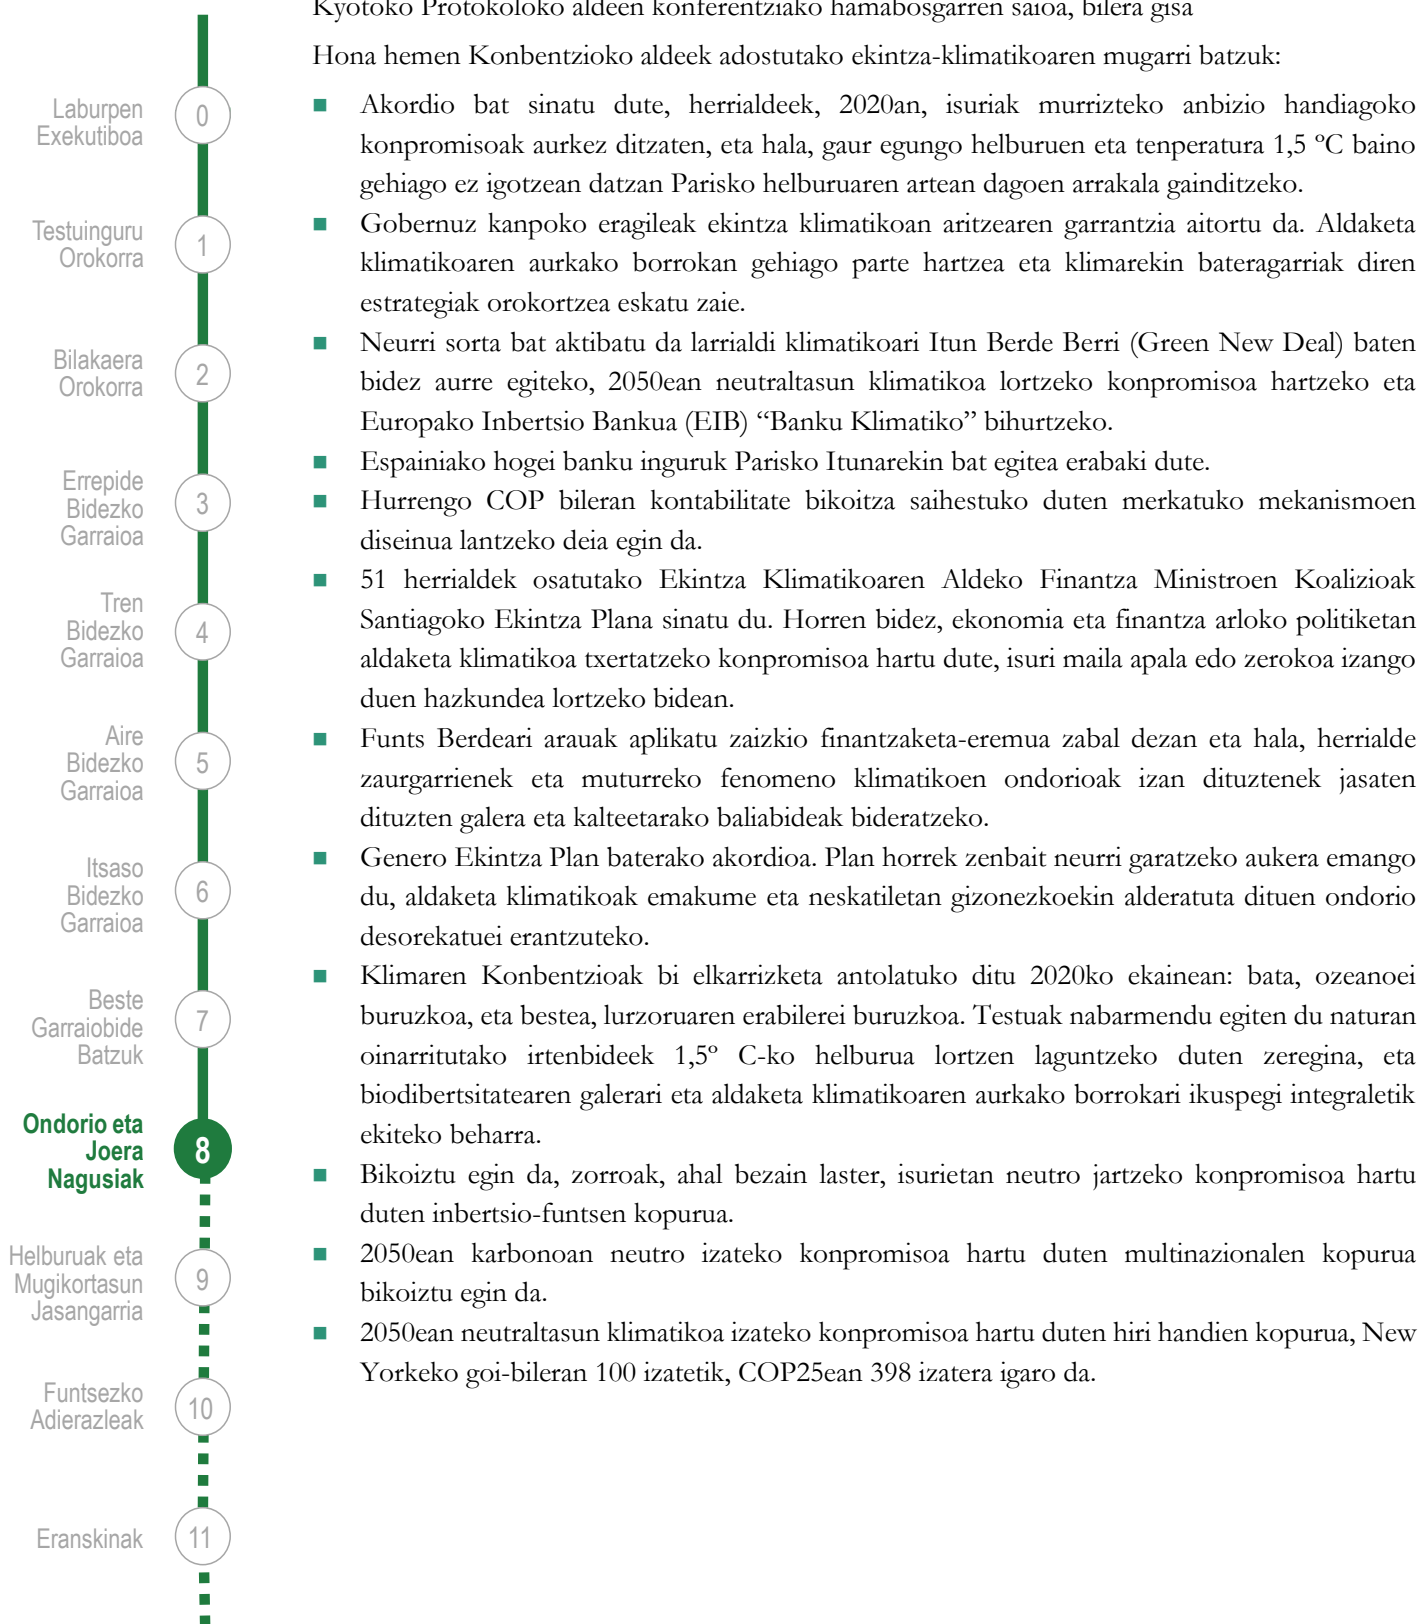 Kyotoko Protokoloko aldeen konferentziako hamabosgarren saioa, bilera gisa
Hona hemen Konbentzioko aldeek adostutako ekintza-klimatikoaren mugarri batzuk:
■ Akordio bat sinatu dute, herrialdeek, 2020an, isuriak murrizteko anbizio handiagoko
konpromisoak aurkez ditzaten, eta hala, gaur egungo helburuen eta tenperatura 1,5 ºC baino
gehiago ez igotzean datzan Parisko helburuaren artean dagoen arrakala gainditzeko.
■ Gobernuz kanpoko eragileak ekintza klimatikoan aritzearen garrantzia aitortu da. Aldaketa
klimatikoaren aurkako borrokan gehiago parte hartzea eta klimarekin bateragarriak diren
estrategiak orokortzea eskatu zaie.
■ Neurri sorta bat aktibatu da larrialdi klimatikoari Itun Berde Berri (Green New Deal) baten
bidez aurre egiteko, 2050ean neutraltasun klimatikoa lortzeko konpromisoa hartzeko eta
Europako Inbertsio Bankua (EIB) “Banku Klimatiko” bihurtzeko.
■ Espainiako hogei banku inguruk Parisko Itunarekin bat egitea erabaki dute.
■ Hurrengo COP bileran kontabilitate bikoitza saihestuko duten merkatuko mekanismoen
diseinua lantzeko deia egin da.
■ 51 herrialdek osatutako Ekintza Klimatikoaren Aldeko Finantza Ministroen Koalizioak
Santiagoko Ekintza Plana sinatu du. Horren bidez, ekonomia eta finantza arloko politiketan
aldaketa klimatikoa txertatzeko konpromisoa hartu dute, isuri maila apala edo zerokoa izango
duen hazkundea lortzeko bidean.
■ Funts Berdeari arauak aplikatu zaizkio finantzaketa-eremua zabal dezan eta hala, herrialde
zaurgarrienek eta muturreko fenomeno klimatikoen ondorioak izan dituztenek jasaten
dituzten galera eta kalteetarako baliabideak bideratzeko.
■ Genero Ekintza Plan baterako akordioa. Plan horrek zenbait neurri garatzeko aukera emango
du, aldaketa klimatikoak emakume eta neskatiletan gizonezkoekin alderatuta dituen ondorio
desorekatuei erantzuteko.
■ Klimaren Konbentzioak bi elkarrizketa antolatuko ditu 2020ko ekainean: bata, ozeanoei
buruzkoa, eta bestea, lurzoruaren erabilerei buruzkoa. Testuak nabarmendu egiten du naturan
oinarritutako irtenbideek 1,5º C-ko helburua lortzen laguntzeko duten zeregina, eta
biodibertsitatearen galerari eta aldaketa klimatikoaren aurkako borrokari ikuspegi integraletik
ekiteko beharra.
■ Bikoiztu egin da, zorroak, ahal bezain laster, isurietan neutro jartzeko konpromisoa hartu
duten inbertsio-funtsen kopurua.
■ 2050ean karbonoan neutro izateko konpromisoa hartu duten multinazionalen kopurua
bikoiztu egin da.
■ 2050ean neutraltasun klimatikoa izateko konpromisoa hartu duten hiri handien kopurua, New
Yorkeko goi-bileran 100 izatetik, COP25ean 398 izatera igaro da.
Laburpen
Exekutiboa
0
Testuinguru
Orokorra
1
Bilakaera
Orokorra
2
Errepide
Bidezko
Garraioa
3
Tren
Bidezko
Garraioa
4
Aire
Bidezko
Garraioa
5
Itsaso
Bidezko
Garraioa
6
Beste
Garraiobide
Batzuk
7
Ondorio eta
Joera
Nagusiak
8
Helburuak eta
Mugikortasun
Jasangarria
9
Funtsezko
Adierazleak
10
Eranskinak
11